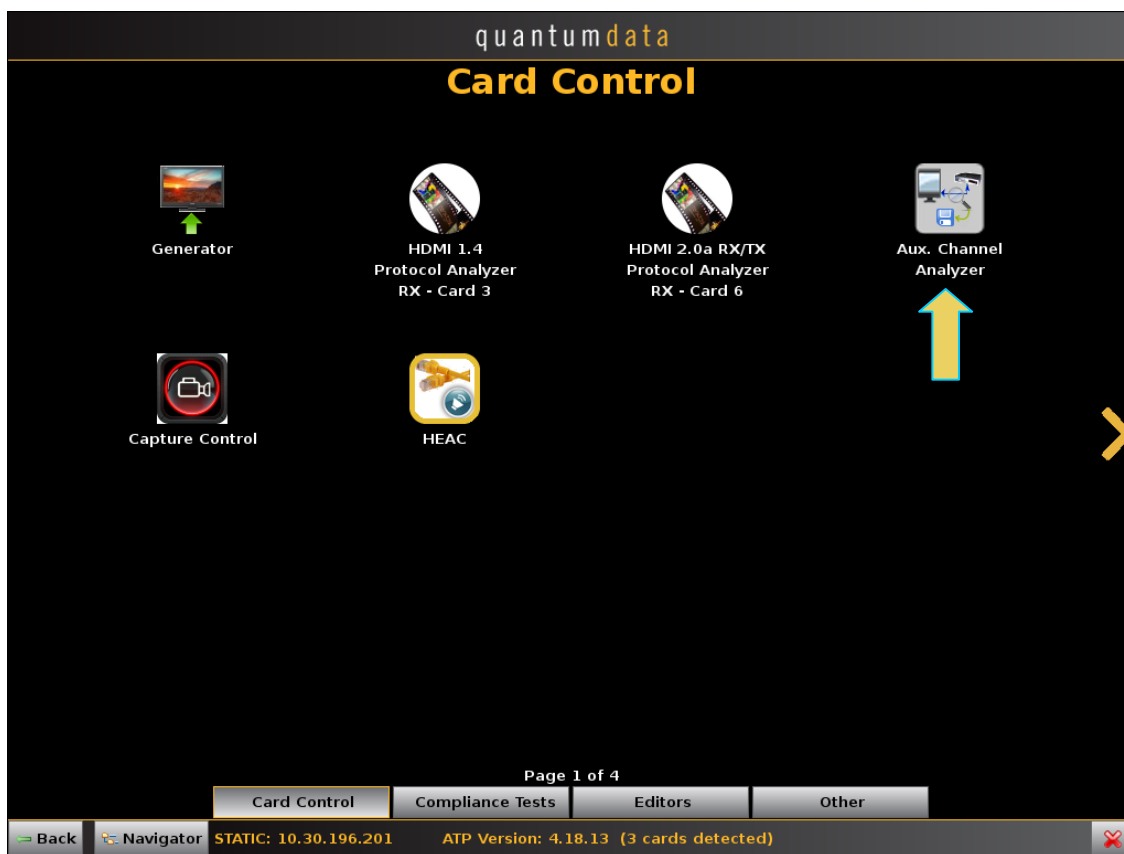 quantumdata
Card Control
Generator
HDMI 1.4
Protocol Analyzer
RX - Card 3
HDMI 2.0a RX/TX
Protocol Analyzer
RX - Card 6
Aux. Channel
Analyzer
Capture Control
HEAC
Page 1 of 4
Card Control Compliance Tests Editors Other
Back Navigator STATIC: 10.30.196.201 ATP Version: 4.18.13 (3 cards detected)